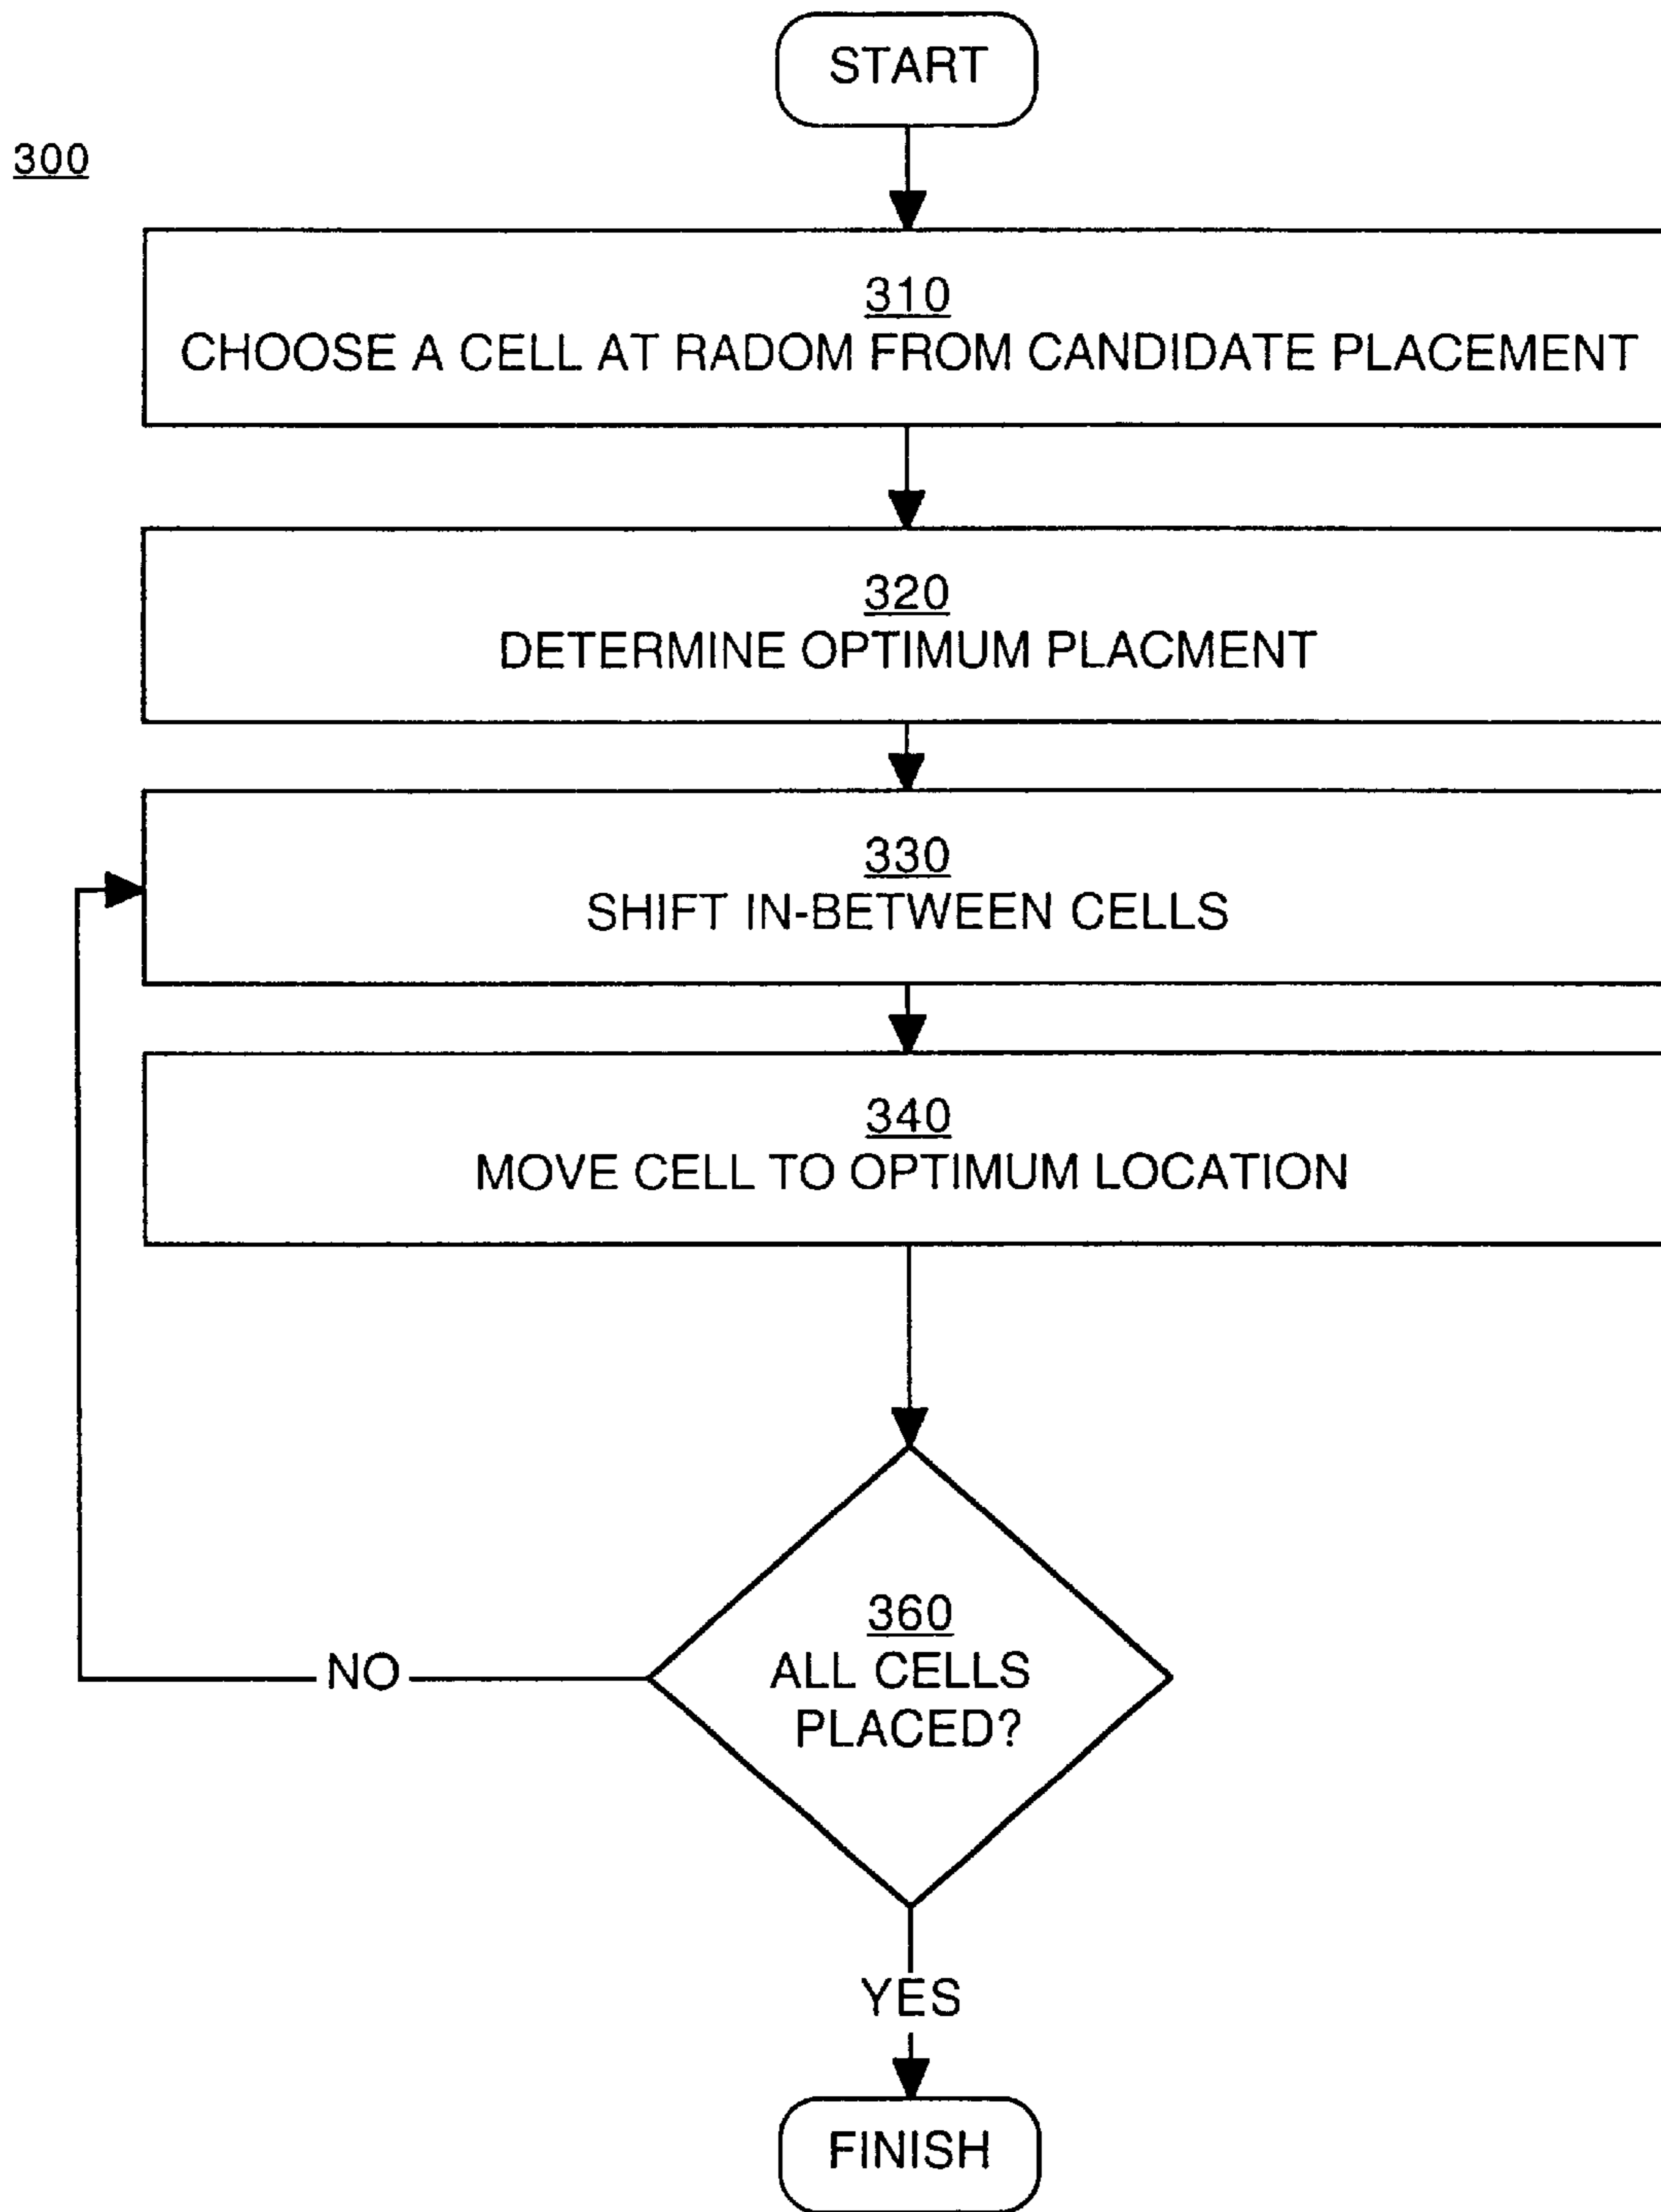 START
300
310
CHOOSE A CELL AT RADOM FROM CANDIDATE PLACEMENT
320
DETERMINE OPTIMUM PLACMENT
330
SHIFT IN-BETWEEN CELLS
340
MOVE CELL TO OPTIMUM LOCATION
360
ALL CELLS
PLACED?
NO
YES
FINISH